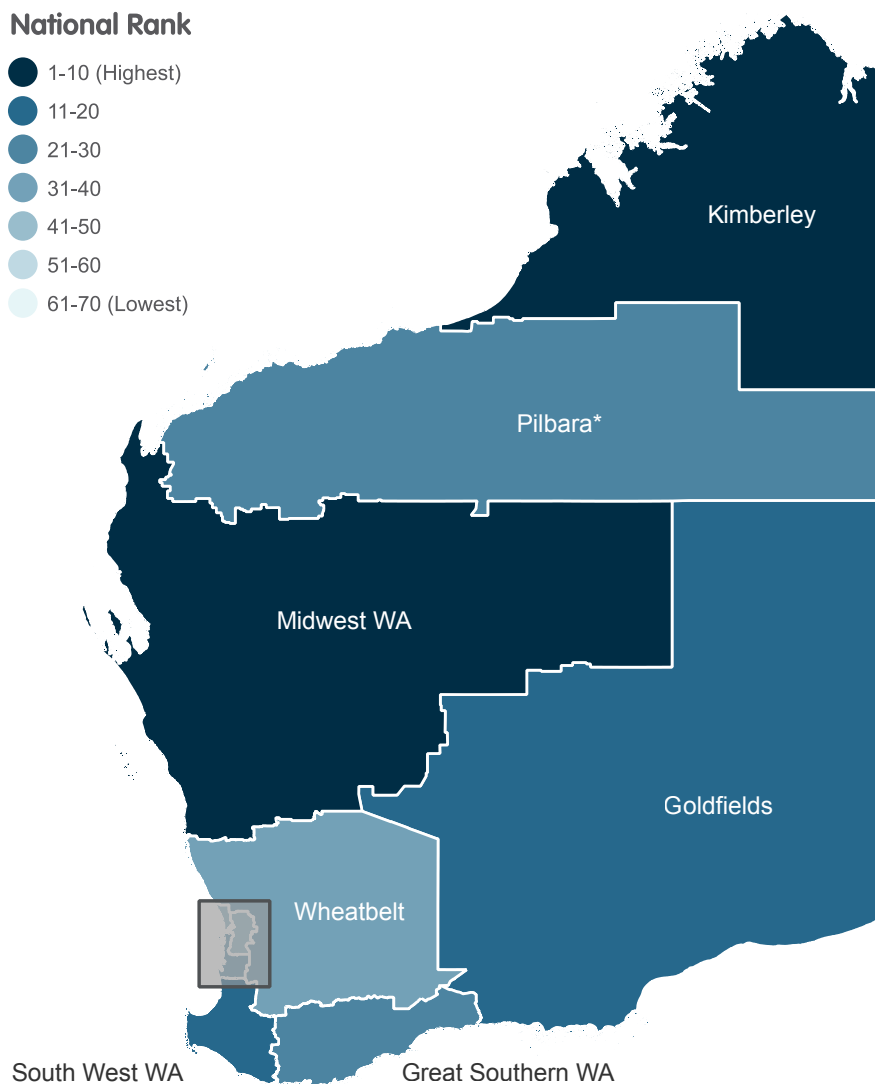 National Rank
1-10 (Highest)
11-20
21-30
31-40
41-50
51-60
61-70 (Lowest)
Kimberley
Pilbara*
Midwest WA
Goldfields
Wheatbelt
South West WA
Great Southern WA